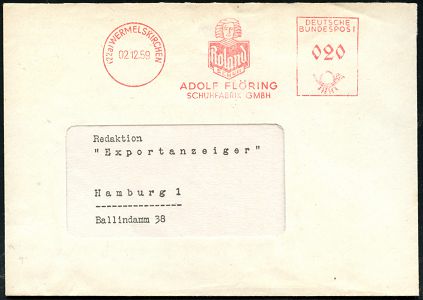 (22a) WERMELSKIRCHEN
02.12.59
Roland
ADOLF FLÖRING
SCHUHFABRIK GMBH
DEUTSCHE
BUNDESPOST
020
Redaktion
"Exportanzeiger"
Hamburg 1
Ballindamm 38